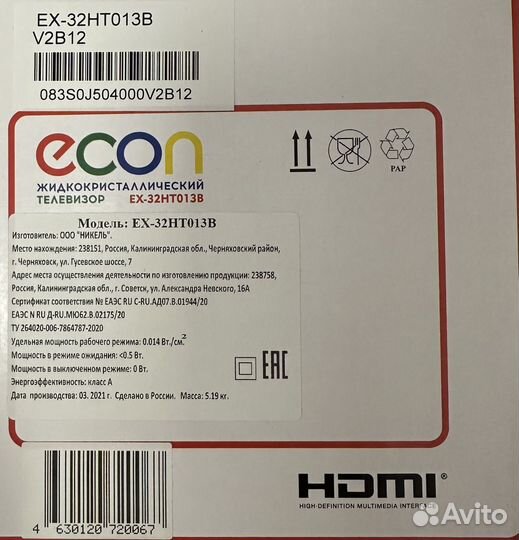 EX-32HT013B
V2B12
083S0J504000V2B12
econ
ЖИДКОКРИСТАЛЛИЧЕСКИЙ
ТЕЛЕВИЗОР EX-32HT013B
PAP
Модель: EX-32HT013B
Изготовитель: ООО "НИКЕЛЬ".
Место нахождения: 238151, Россия, Калининградская обл., Черняховский район,
г. Черняховск, ул. Гусевское шоссе, 7
Адрес места осуществления деятельности по изготовлению продукции: 238758,
Россия, Калининградская обл., г. Советск, ул. Александра Невского, 16А
Сертификат соответствия № ЕАЭС RU C-RU.АД07.В.01944/20
ЕАЭС N RU Д-RU.МЮ62.В.02175/20
ТУ 264020-006-7864787-2020
Удельная мощность рабочего режима: 0.014 Вт./см²
Мощность в режиме ожидания: <0.5 Вт.
Мощность в выключенном режиме: 0 Вт.
Энергоэффективность: класс А
Дата производства: 03. 2021 г. Сделано в России. Масса: 5.19 кг.
EAC
4 630120 720067
HDMI
HIGH-DEFINITION MULTIMEDIA INTERFACE
Avito